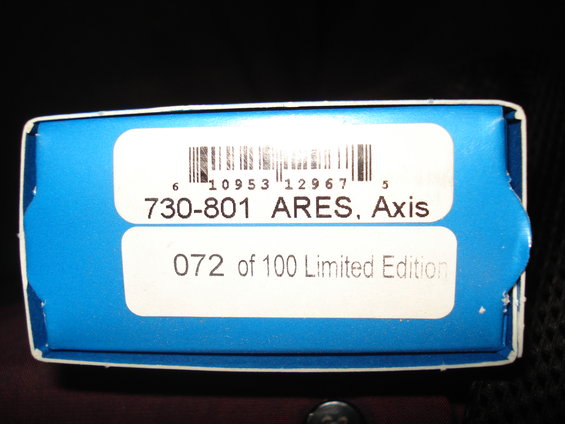 6 10953 12967 5
730-801 ARES, Axis
072 of 100 Limited Edition